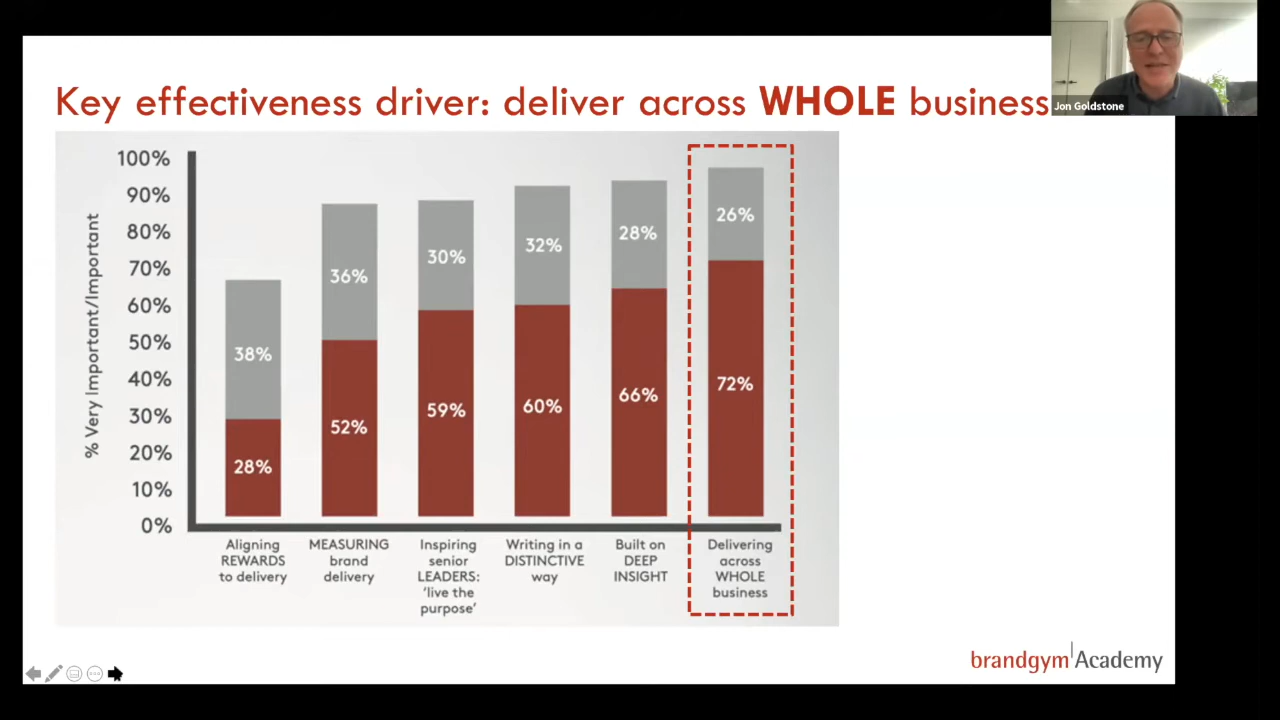 Key effectiveness driver: deliver across WHOLE business
Jon Goldstone
% Very Important/Important
100%
90%
80%
70%
60%
50%
40%
30%
20%
10%
0%
38%
28%
36%
52%
30%
59%
32%
60%
28%
66%
26%
72%
Aligning
REWARDS
to delivery
MEASURING
brand
delivery
Inspiring
senior
LEADERS:
'live the
purpose'
Writing in a
DISTINCTIVE
way
Built on
DEEP
INSIGHT
Delivering
across
WHOLE
business
brandgym Academy